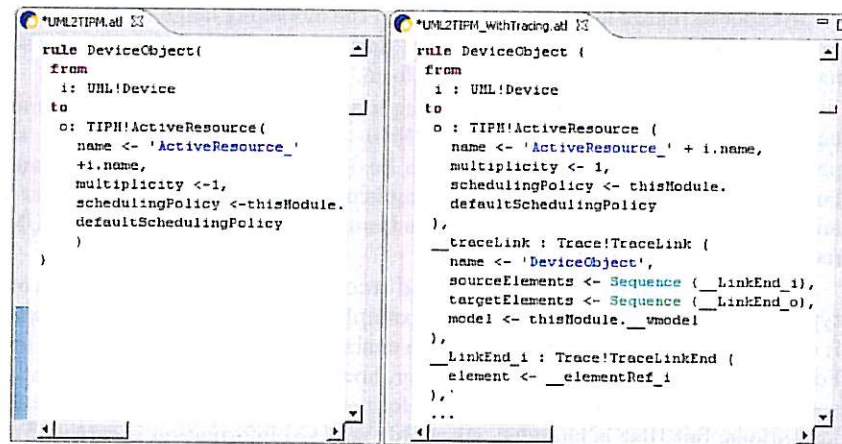 *UML2TIPM.atl
rule DeviceObject(
from
i: UML!Device
to
o: TIPM!ActiveResource(
name <- 'ActiveResource_'
+i.name,
multiplicity <-1,
schedulingPolicy <-thisModule.
defaultSchedulingPolicy
)
}
*UML2TIPM_WithTracing.atl
rule DeviceObject {
from
i : UML!Device
to
o : TIPM!ActiveResource (
name <- 'ActiveResource_' + i.name,
multiplicity <- 1,
schedulingPolicy <- thisModule.
defaultSchedulingPolicy
),
__traceLink : Trace!TraceLink (
name <- 'DeviceObject',
sourceElements <- Sequence {__LinkEnd_i},
targetElements <- Sequence {__LinkEnd_o},
model <- thisModule.__wmodel
),
__LinkEnd_i : Trace!TraceLinkEnd (
element <- __elementRef_i
),`
...